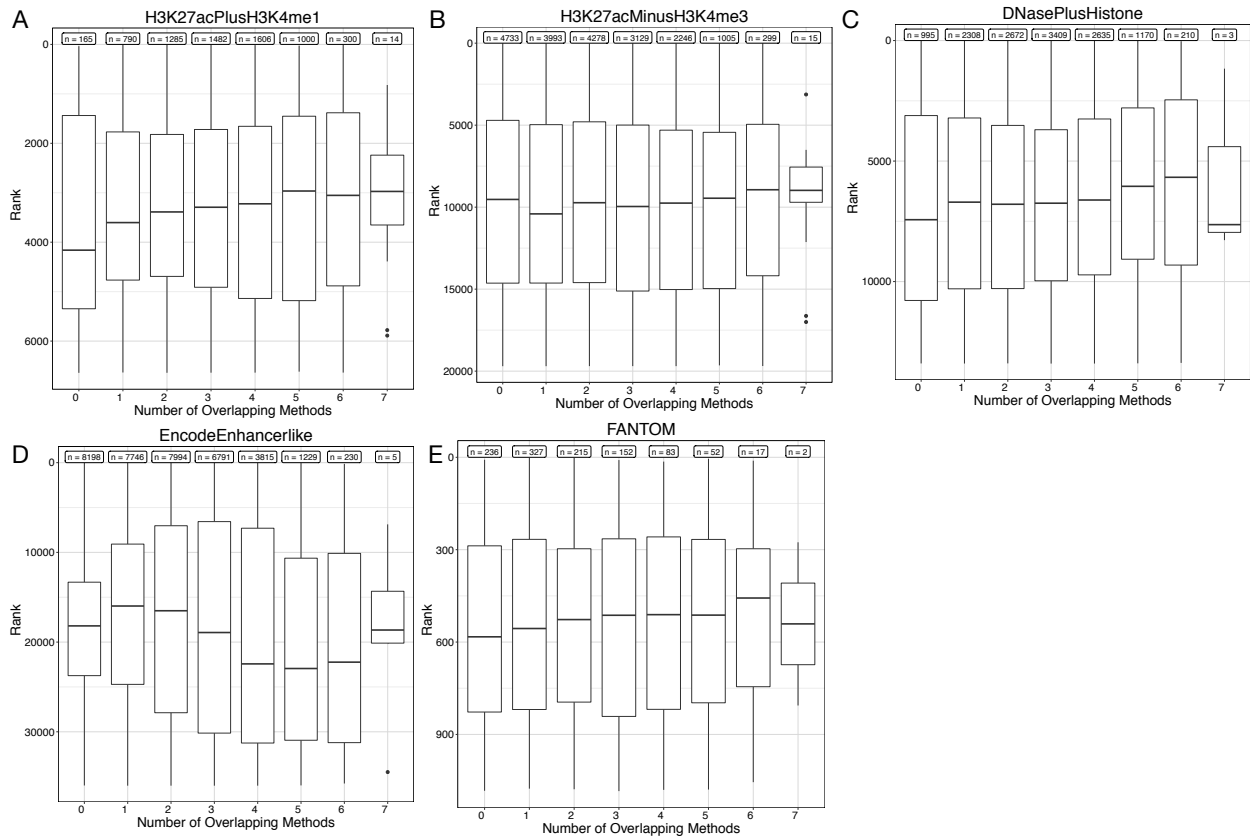 A
H3K27acPlusH3K4me1
n = 165 n = 790 n = 1285 n = 1482 n = 1606 n = 1000 n = 300 n = 14
0
2000
4000
6000
Rank
0 1 2 3 4 5 6 7
Number of Overlapping Methods
B
H3K27acMinusH3K4me3
n = 4733 n = 3993 n = 4278 n = 3129 n = 2246 n = 1005 n = 299 n = 15
0
5000
10000
15000
20000
Rank
0 1 2 3 4 5 6 7
Number of Overlapping Methods
C
DNasePlusHistone
n = 995 n = 2308 n = 2672 n = 3409 n = 2635 n = 1170 n = 210 n = 3
0
5000
10000
Rank
0 1 2 3 4 5 6 7
Number of Overlapping Methods
D
EncodeEnhancerlike
n = 8198 n = 7746 n = 7994 n = 6791 n = 3815 n = 1229 n = 230 n = 5
0
10000
20000
30000
Rank
0 1 2 3 4 5 6 7
Number of Overlapping Methods
E
FANTOM
n = 236 n = 327 n = 215 n = 152 n = 83 n = 52 n = 17 n = 2
0
300
600
900
Rank
0 1 2 3 4 5 6 7
Number of Overlapping Methods